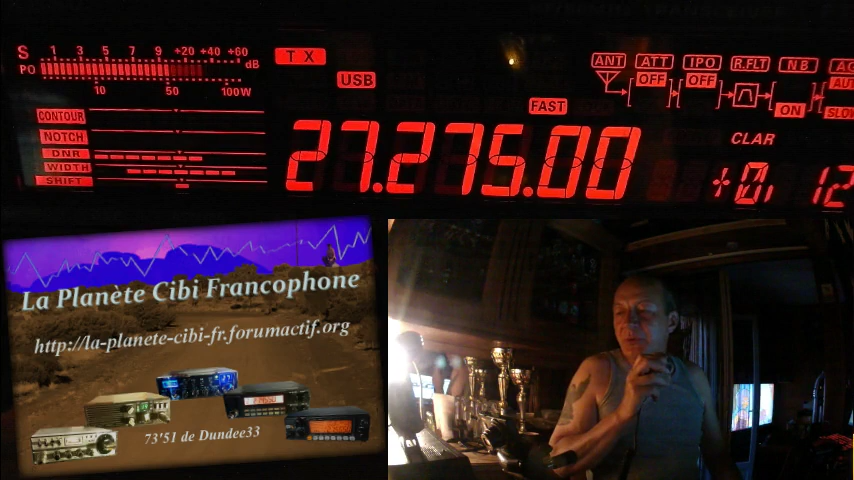 S 1 3 5 7 9 +20 +40 +60 dB
PO 10 50 100W
TX
USB
FAST
ANT ATT IPO R.FLT NB
OFF OFF ON
CONTOUR
NOTCH
DNR
WIDTH
SHIFT
27.275.00
CLAR
La Planète Cibi Francophone
http://la-planete-cibi-fr.forumactif.org
73'51 de Dundee33